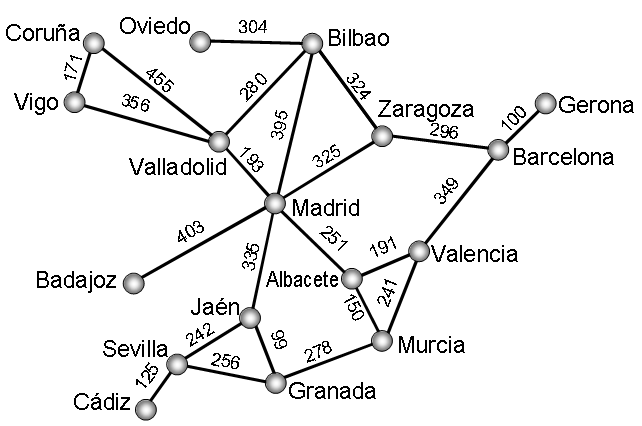 Coruña
Oviedo
304
Bilbao
171
455
280
324
Vigo
356
395
Zaragoza
100
Gerona
Valladolid
193
325
296
Barcelona
349
Madrid
403
335
251
191
Valencia
Badajoz
Albacete
150
241
Jaén
242
99
278
Murcia
Sevilla
256
125
Granada
Cádiz